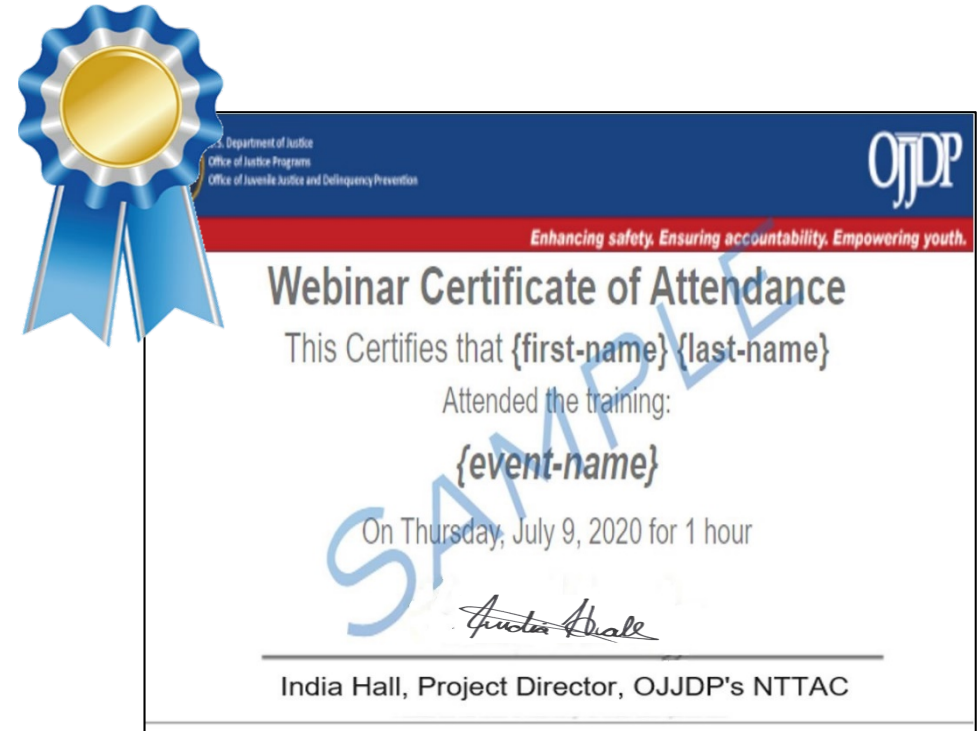 U.S. Department of Justice
Office of Justice Programs
Office of Juvenile Justice and Delinquency Prevention
OJJDP
Enhancing safety. Ensuring accountability. Empowering youth.
Webinar Certificate of Attendance
This Certifies that {first-name} {last-name}
Attended the training:
{event-name}
On Thursday, July 9, 2020 for 1 hour
SAMPLE
India Hall
India Hall, Project Director, OJJDP's NTTAC